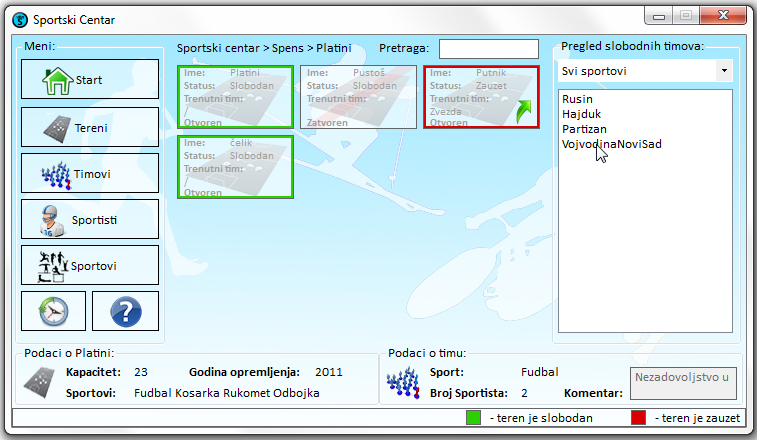 Sportski Centar
Meni:
Start
Tereni
Timovi
Sportisti
Sportovi
Sportski centar > Spens > Platini
Pretraga:
Ime: Platini
Status: Slobodan
Trenutni tim:
Otvoren
Ime: Pustoš
Status: Slobodan
Trenutni tim:
Zatvoren
Ime: Putnik
Status: Zauzet
Trenutni tim:
Zvezda
Otvoren
Ime: čelik
Status: Slobodan
Trenutni tim:
Otvoren
Pregled slobodnih timova:
Svi sportovi
Rusin
Hajduk
Partizan
VojvodinaNoviSad
Podaci o Platini:
Kapacitet: 23 Godina opremljenja: 2011
Sportovi: Fudbal Kosarka Rukomet Odbojka
Podaci o timu:
Sport: Fudbal
Broj Sportista: 2 Komentar: Nezadovoljstvo u
- teren je slobodan - teren je zauzet